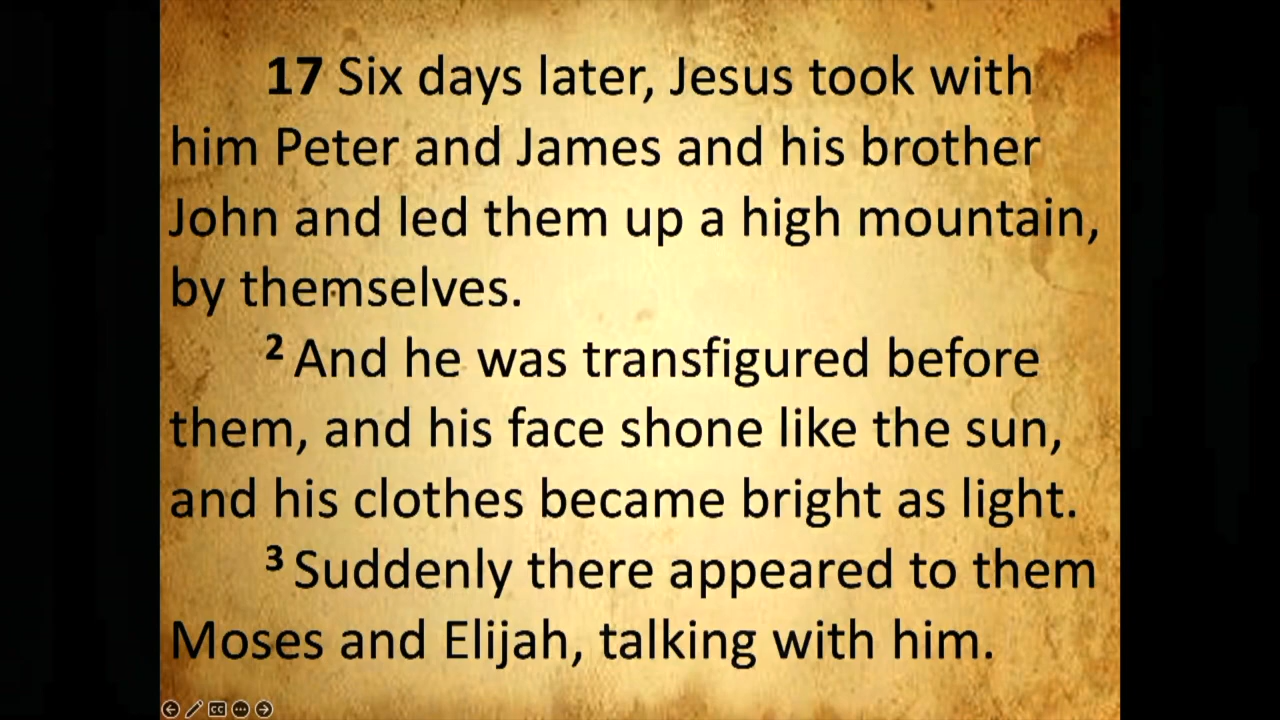 17 Six days later, Jesus took with
him Peter and James and his brother
John and led them up a high mountain,
by themselves.
2 And he was transfigured before
them, and his face shone like the sun,
and his clothes became bright as light.
3 Suddenly there appeared to them
Moses and Elijah, talking with him.
CC